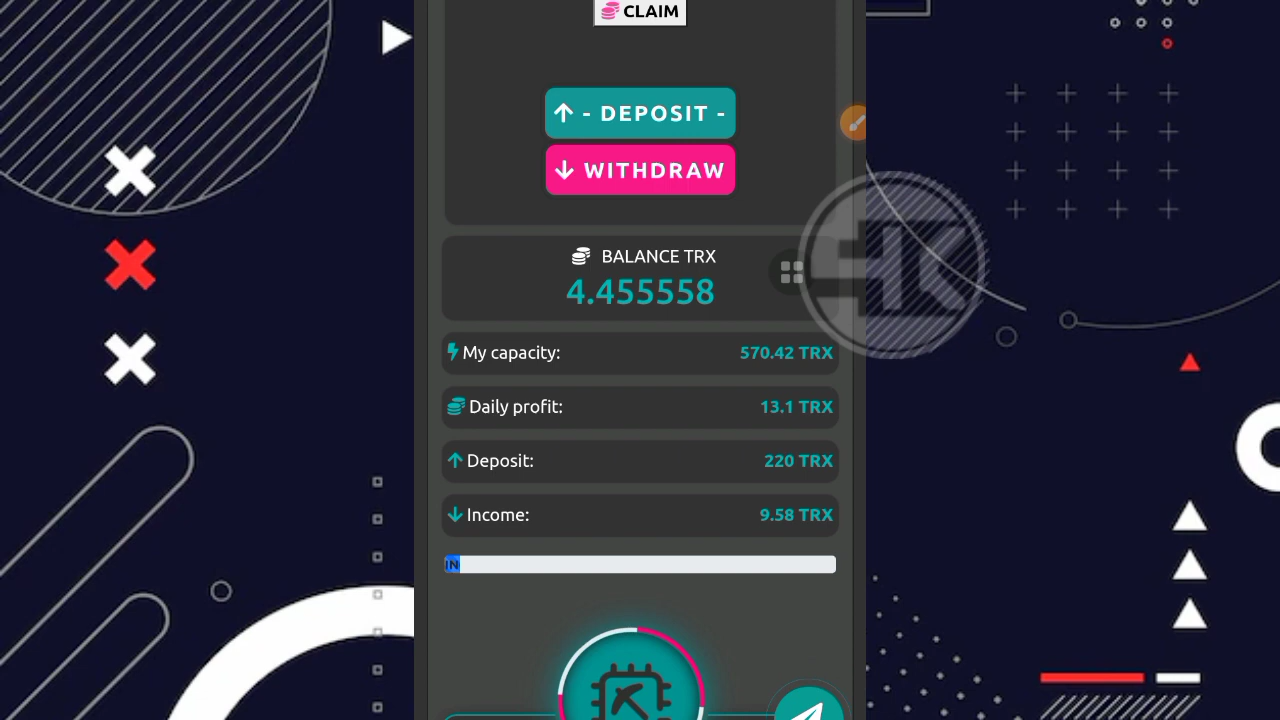 CLAIM
- DEPOSIT -
WITHDRAW
BALANCE TRX
4.455558
My capacity: 570.42 TRX
Daily profit: 13.1 TRX
Deposit: 220 TRX
Income: 9.58 TRX
IN